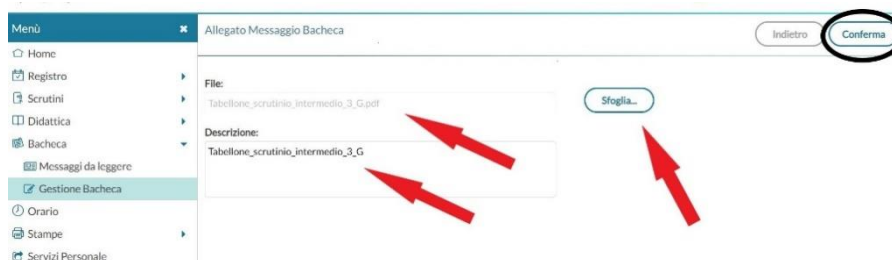 Menù
Allegato Messaggio Bacheca
Indietro
Conferma
Home
Registro
Scrutini
Didattica
Bacheca
Messaggi da leggere
Gestione Bacheca
Orario
Stampe
Servizi Personale
File:
Tabellone_scrutinio_intermedio_3_G.pdf
Sfoglia...
Descrizione:
Tabellone_scrutinio_intermedio_3_G